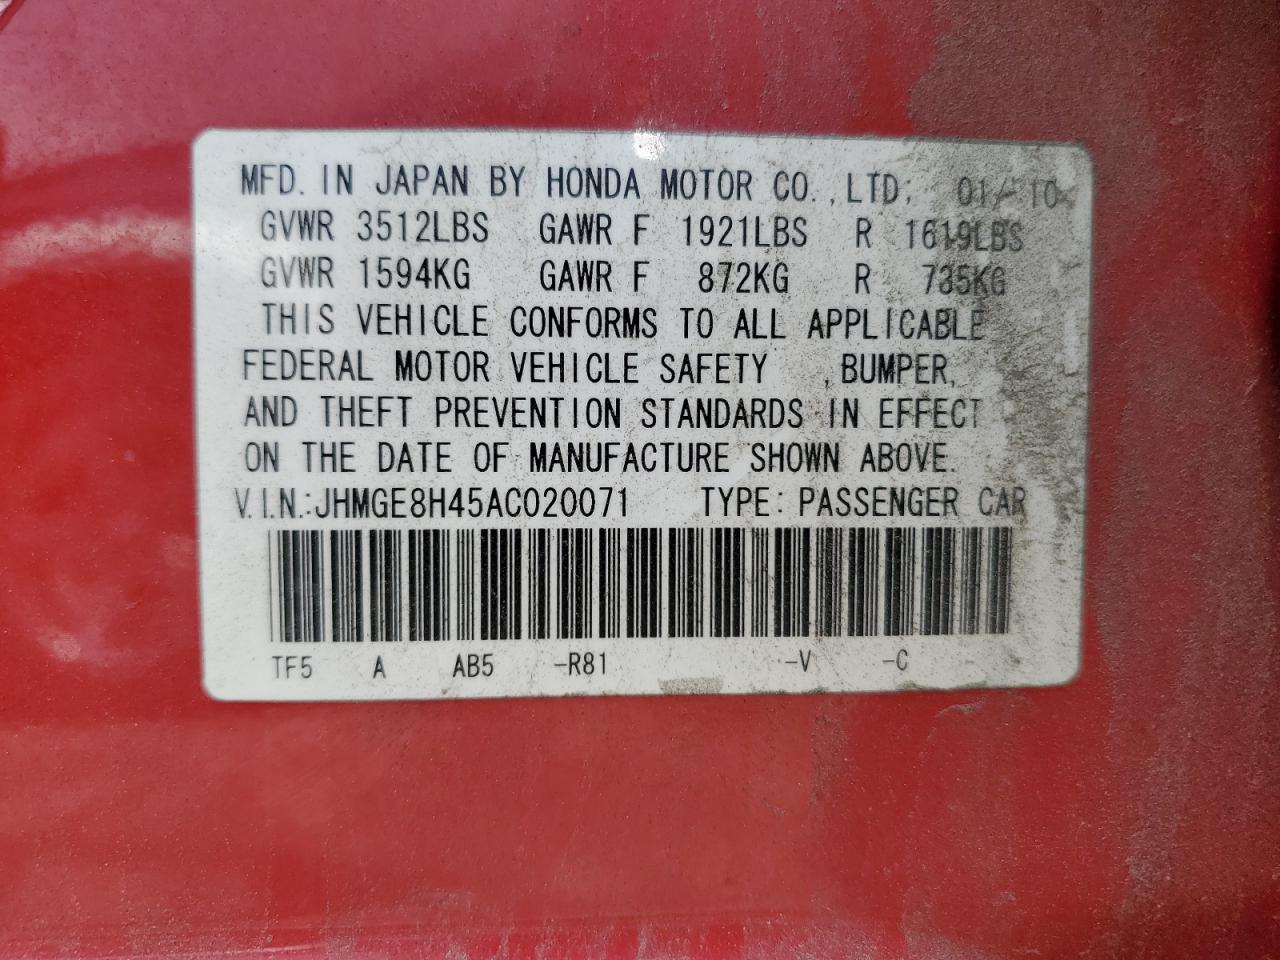 MFD. IN JAPAN BY HONDA MOTOR CO., LTD. 01/10
GVWR 3512LBS GAWR F 1921LBS R 1619LBS
GVWR 1594KG GAWR F 872KG R 735KG
THIS VEHICLE CONFORMS TO ALL APPLICABLE
FEDERAL MOTOR VEHICLE SAFETY , BUMPER,
AND THEFT PREVENTION STANDARDS IN EFFECT
ON THE DATE OF MANUFACTURE SHOWN ABOVE.
V.I.N.:JHMGE8H45AC020071 TYPE: PASSENGER CAR
TF5 A AB5 -R81 -V -C